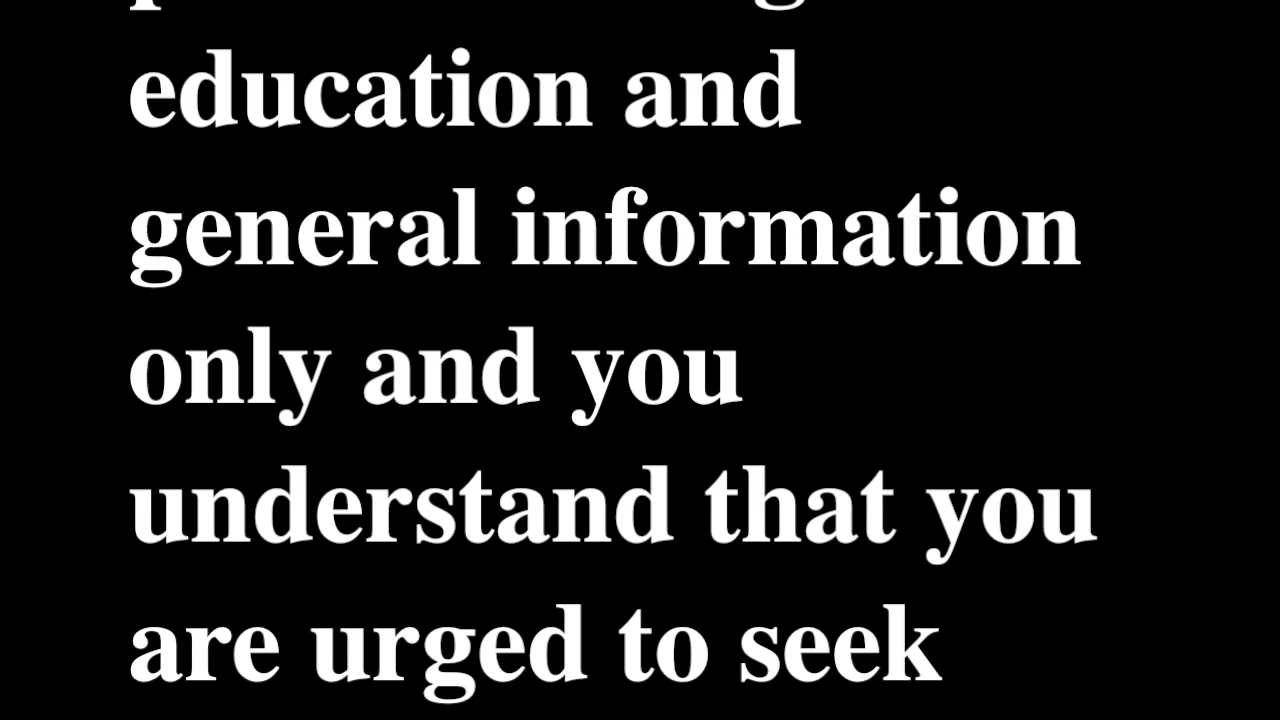 education and
general information
only and you
understand that you
are urged to seek